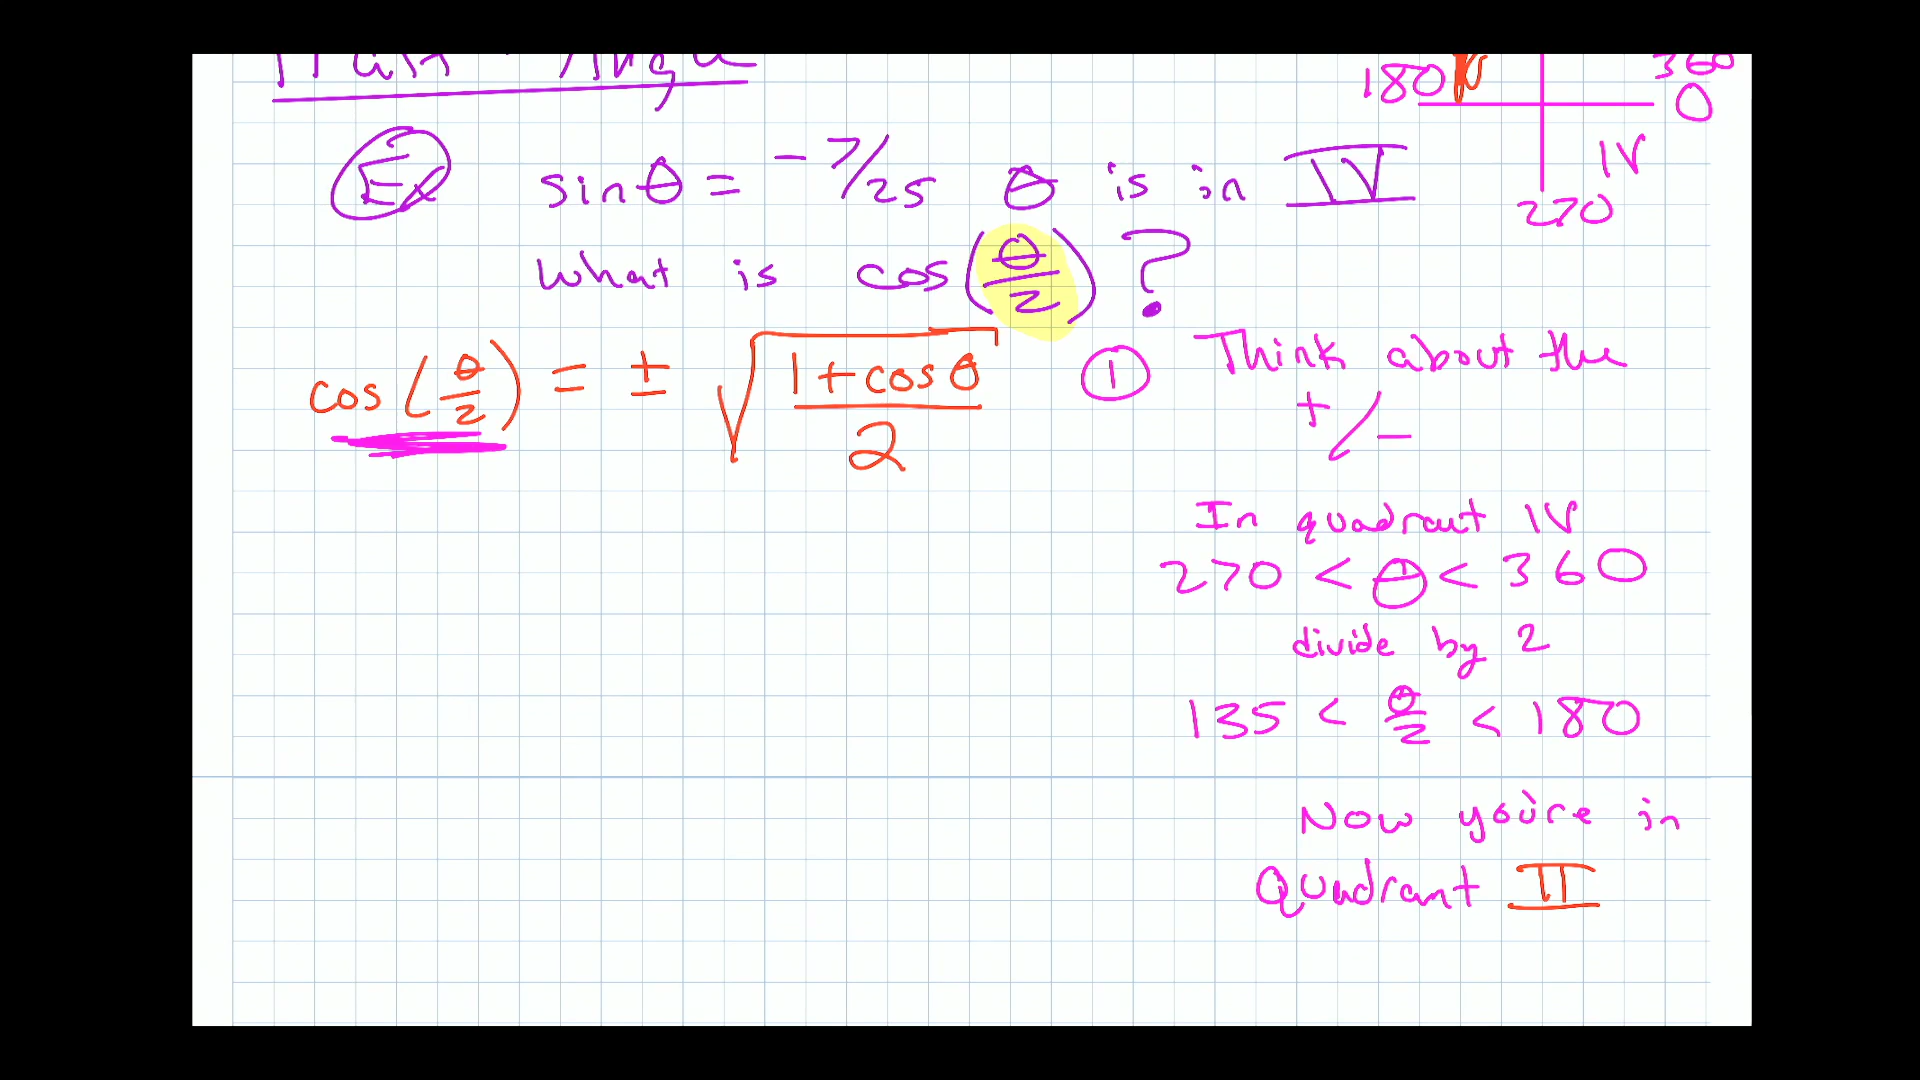 Half - Angle
180
360
0
Ex sinθ = -7/25 θ is in IV
IV
270
What is cos(θ/2)?
cos(θ/2) = ± √((1+cosθ)/2)
① Think about the
+/-
In quadrant IV
270 < θ < 360
divide by 2
135 < θ/2 < 180
Now you're in
Quadrant II